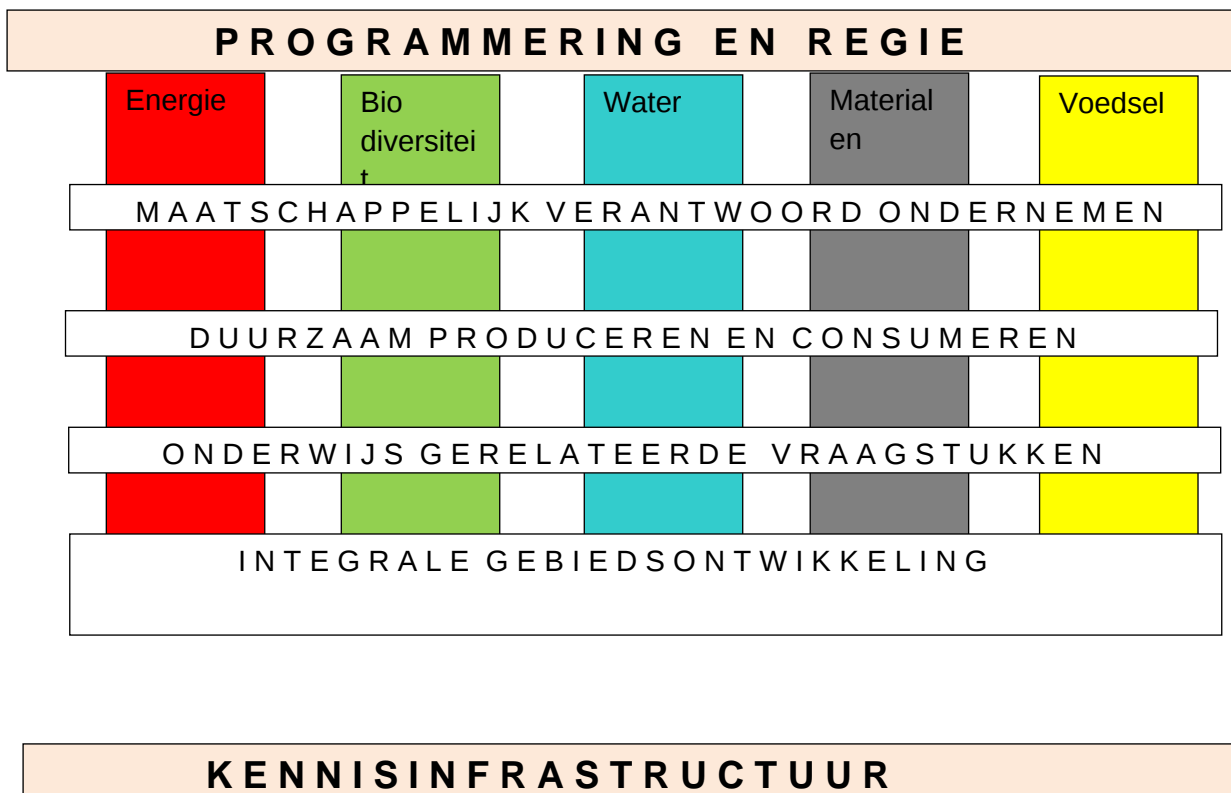 PROGRAMMERING EN REGIE
Energie
Bio
diversitei
t
Water
Material
en
Voedsel
MAATSCHAPPELIJK VERANTWOORD ONDERNEMEN
DUURZAAM PRODUCEREN EN CONSUMEREN
ONDERWIJS GERELATEERDE VRAAGSTUKKEN
INTEGRALE GEBIEDSONTWIKKELING
KENNISINFRASTRUCTUUR